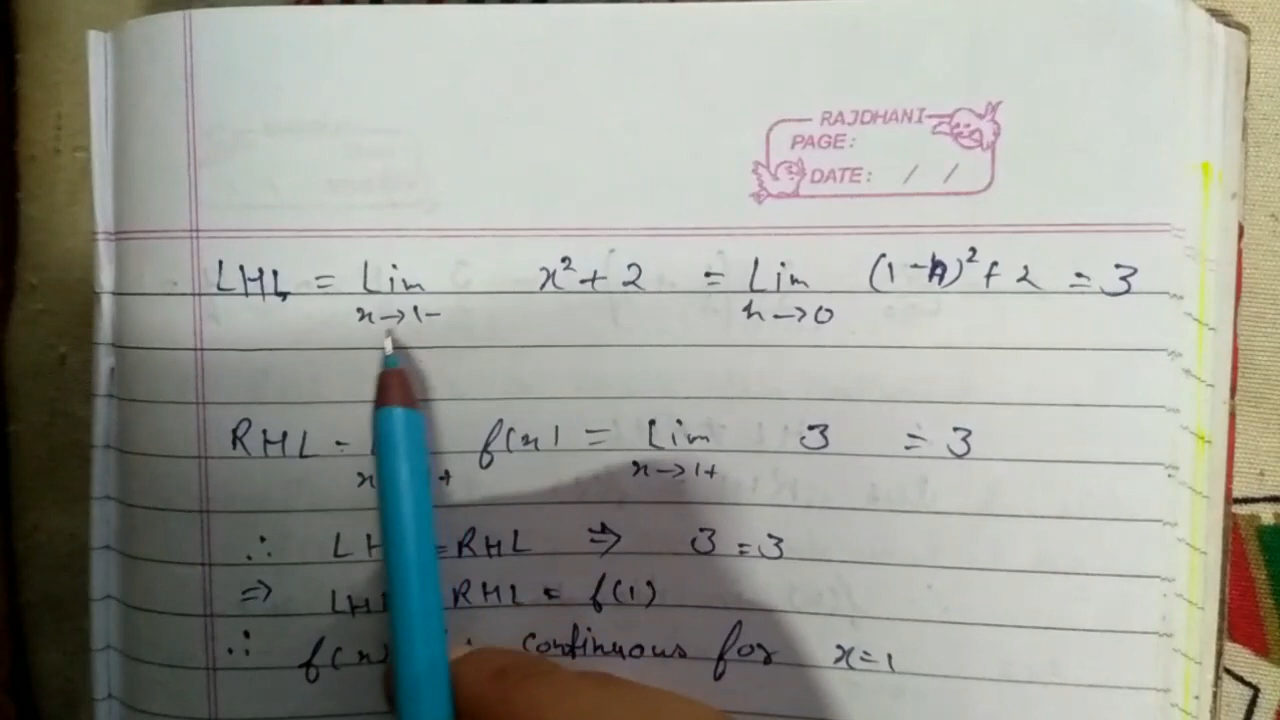 RAJDHANI
PAGE:
DATE: / /
LHL = Lim x² + 2 = Lim (1-h)² + 2 = 3
x→1- h→0
RHL = f(x) = Lim 3 = 3
x + x→1+
∴ LH =RHL ⇒ 3 = 3
⇒ LH RHL = f(1)
∴ f(x) continuous for x=1